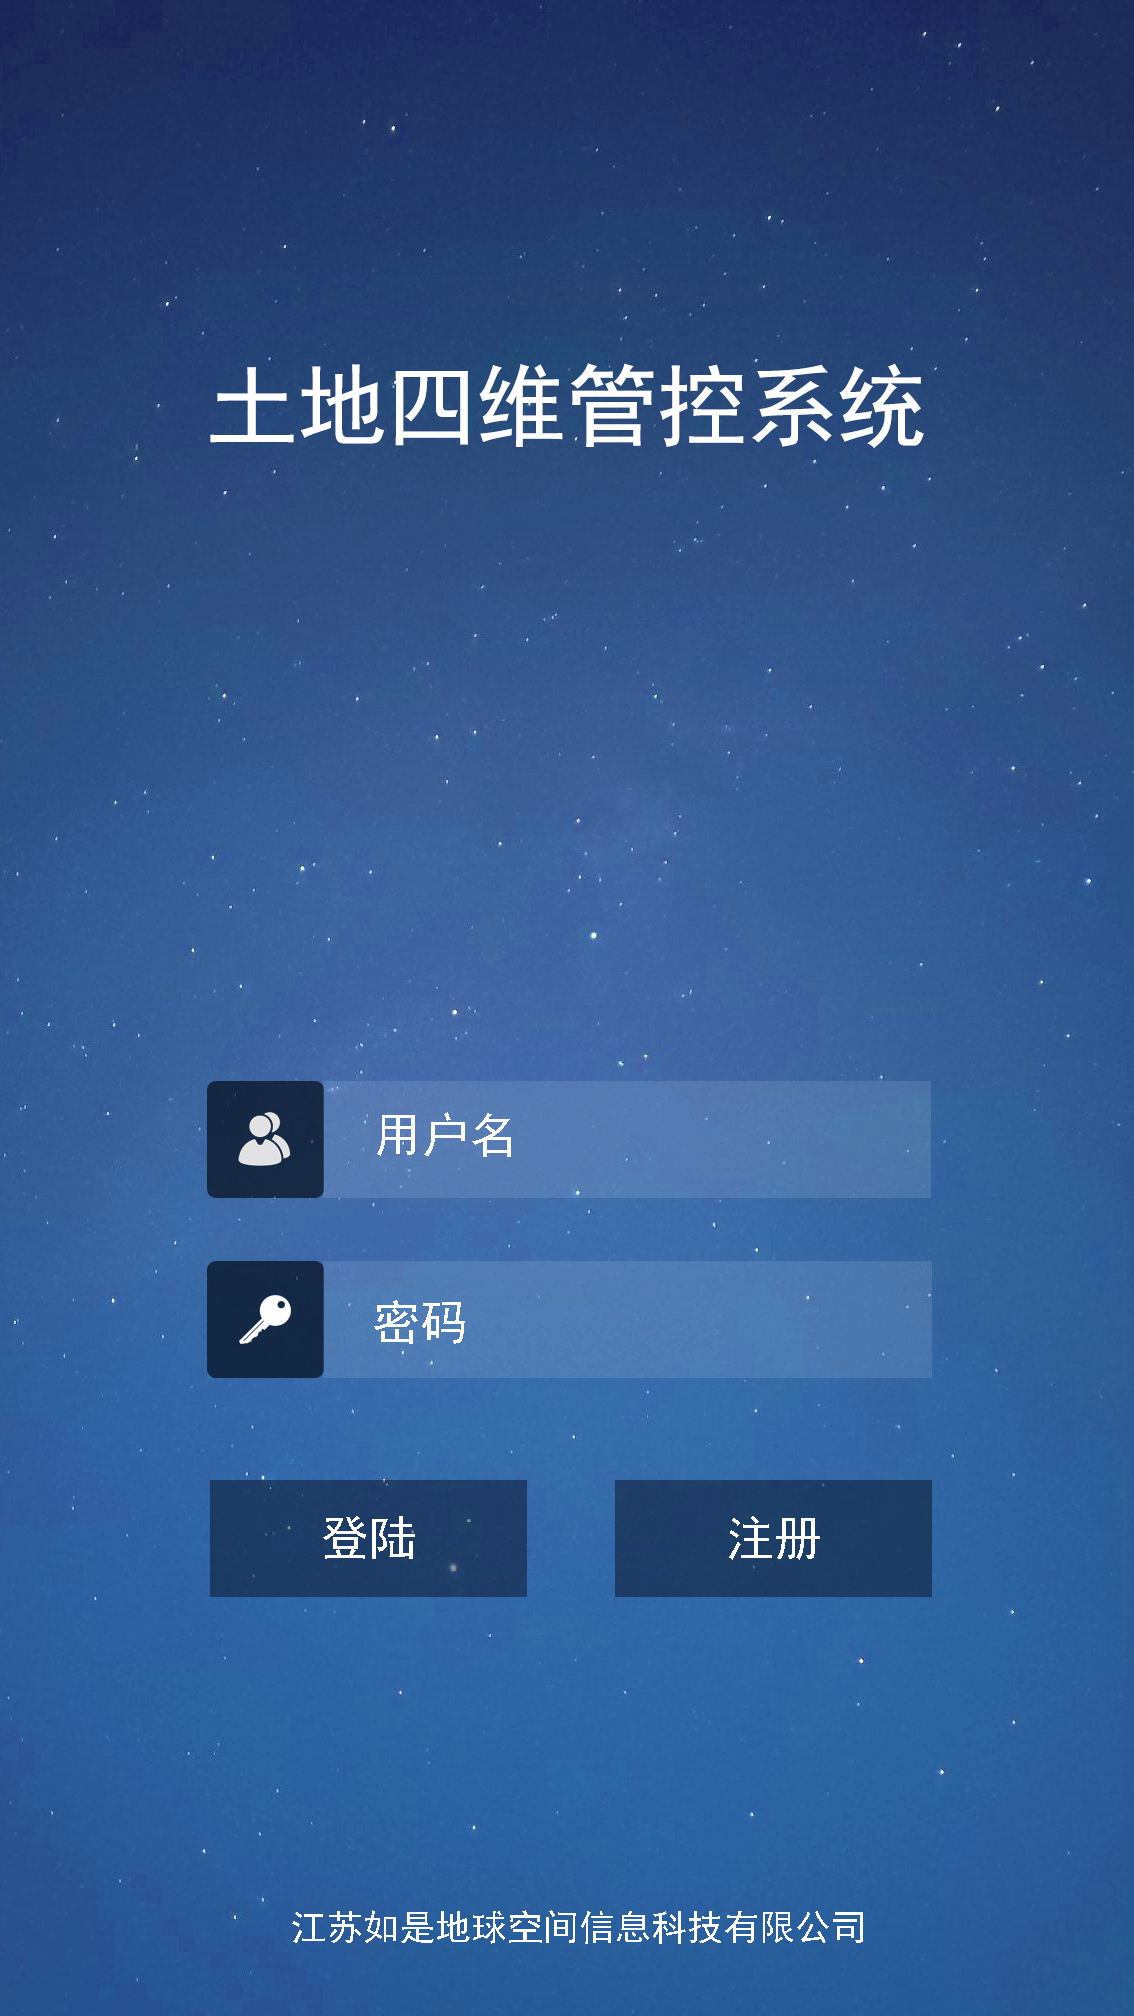 土地四维管控系统
用户名
密码
登陆
注册
江苏如是地球空间信息科技有限公司